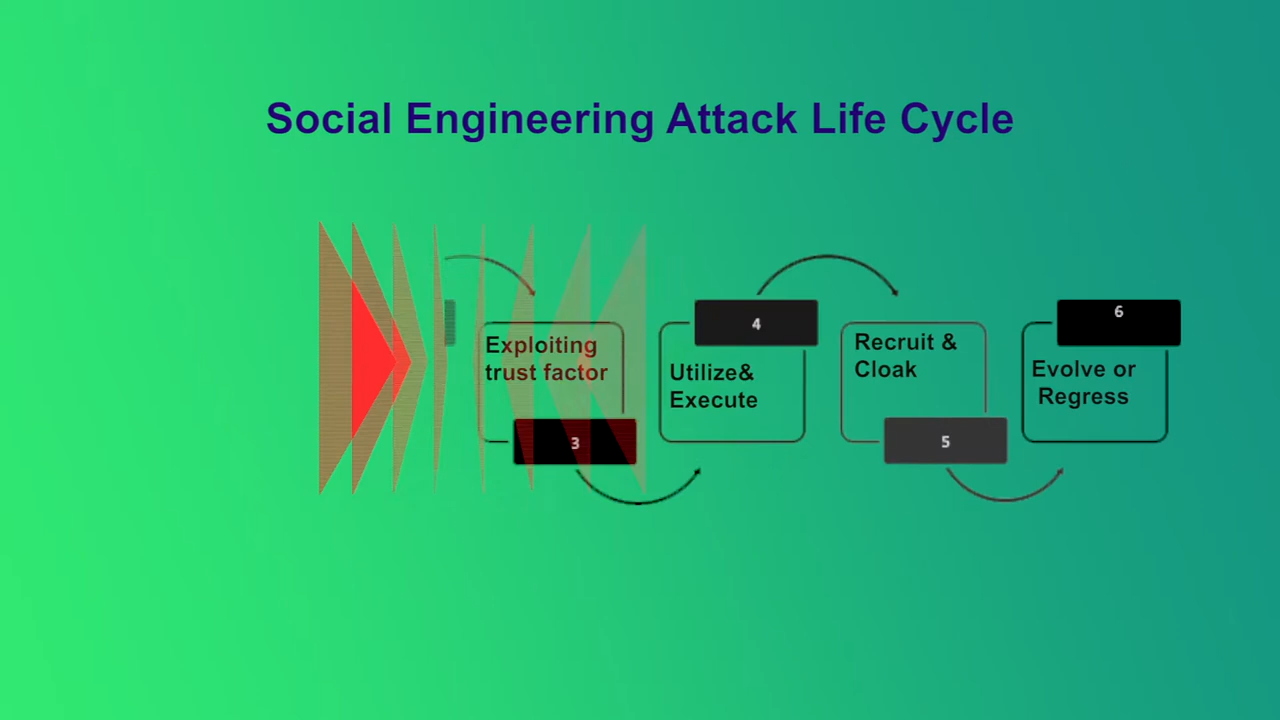 Social Engineering Attack Life Cycle
Exploiting
trust factor
3
4
Utilize&
Execute
Recruit &
Cloak
5
6
Evolve or
Regress